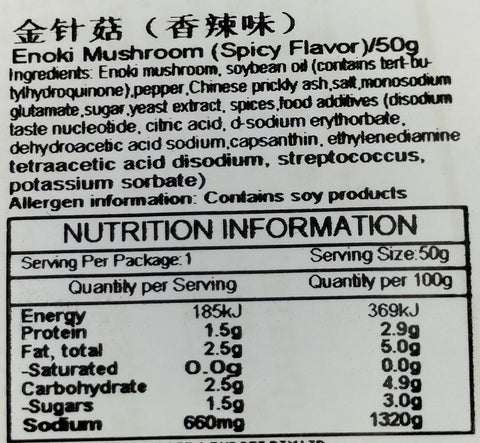 金针菇（香辣味）
Enoki Mushroom (Spicy Flavor)/50g
Ingredients: Enoki mushroom, soybean oil (contains tert-bu-
tylhydroquinone),pepper,Chinese prickly ash,salt,monosodium
glutamate,sugar,yeast extract, spices,food additives (disodium
taste nucleotide, citric acid, d-sodium erythorbate,
dehydroacetic acid sodium,capsanthin, ethylenediamine
tetraacetic acid disodium, streptococcus,
potassium sorbate)
Allergen information: Contains soy products
NUTRITION INFORMATION
Serving Per Package:1 Serving Size:50g
Quantity per Serving Quantity per 100g
Energy 185kJ 369kJ
Protein 1.5g 2.9g
Fat, total 2.5g 5.0g
-Saturated 0.0g 0.0g
Carbohydrate 2.5g 4.9g
-Sugars 1.5g 3.0g
Sodium 660mg 1320g